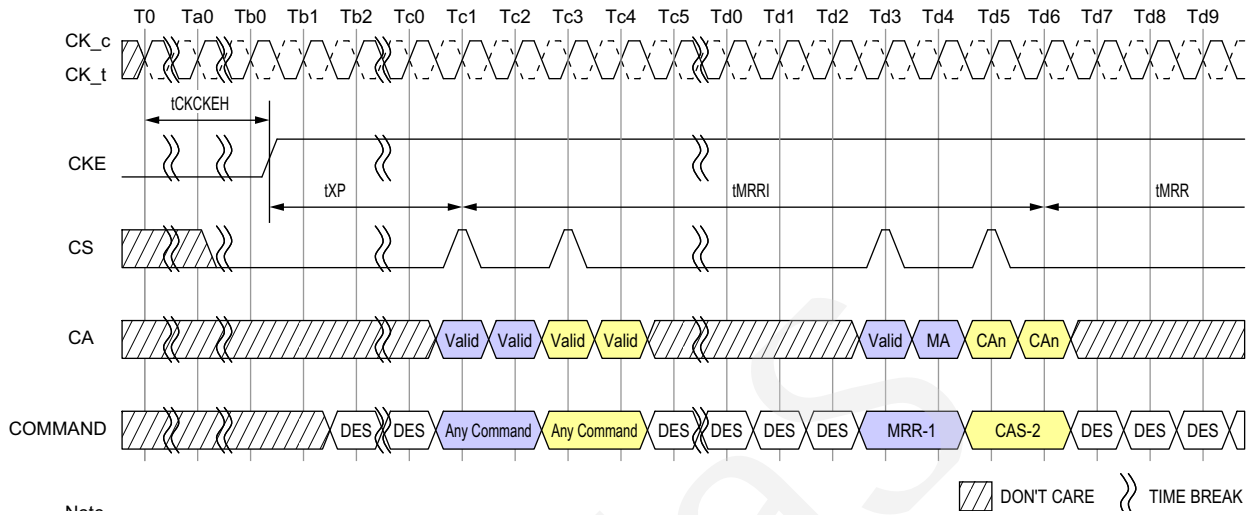 T0 Ta0 Tb0 Tb1 Tb2 Tc0 Tc1 Tc2 Tc3 Tc4 Tc5 Td0 Td1 Td2 Td3 Td4 Td5 Td6 Td7 Td8 Td9
CK_c
CK_t
tCKCKEH
CKE
tXP tMRRI tMRR
CS
CA Valid Valid Valid Valid Valid MA CAn CAn
COMMAND DES DES Any Command Any Command DES DES DES DES MRR-1 CAS-2 DES DES DES
DON'T CARE TIME BREAK